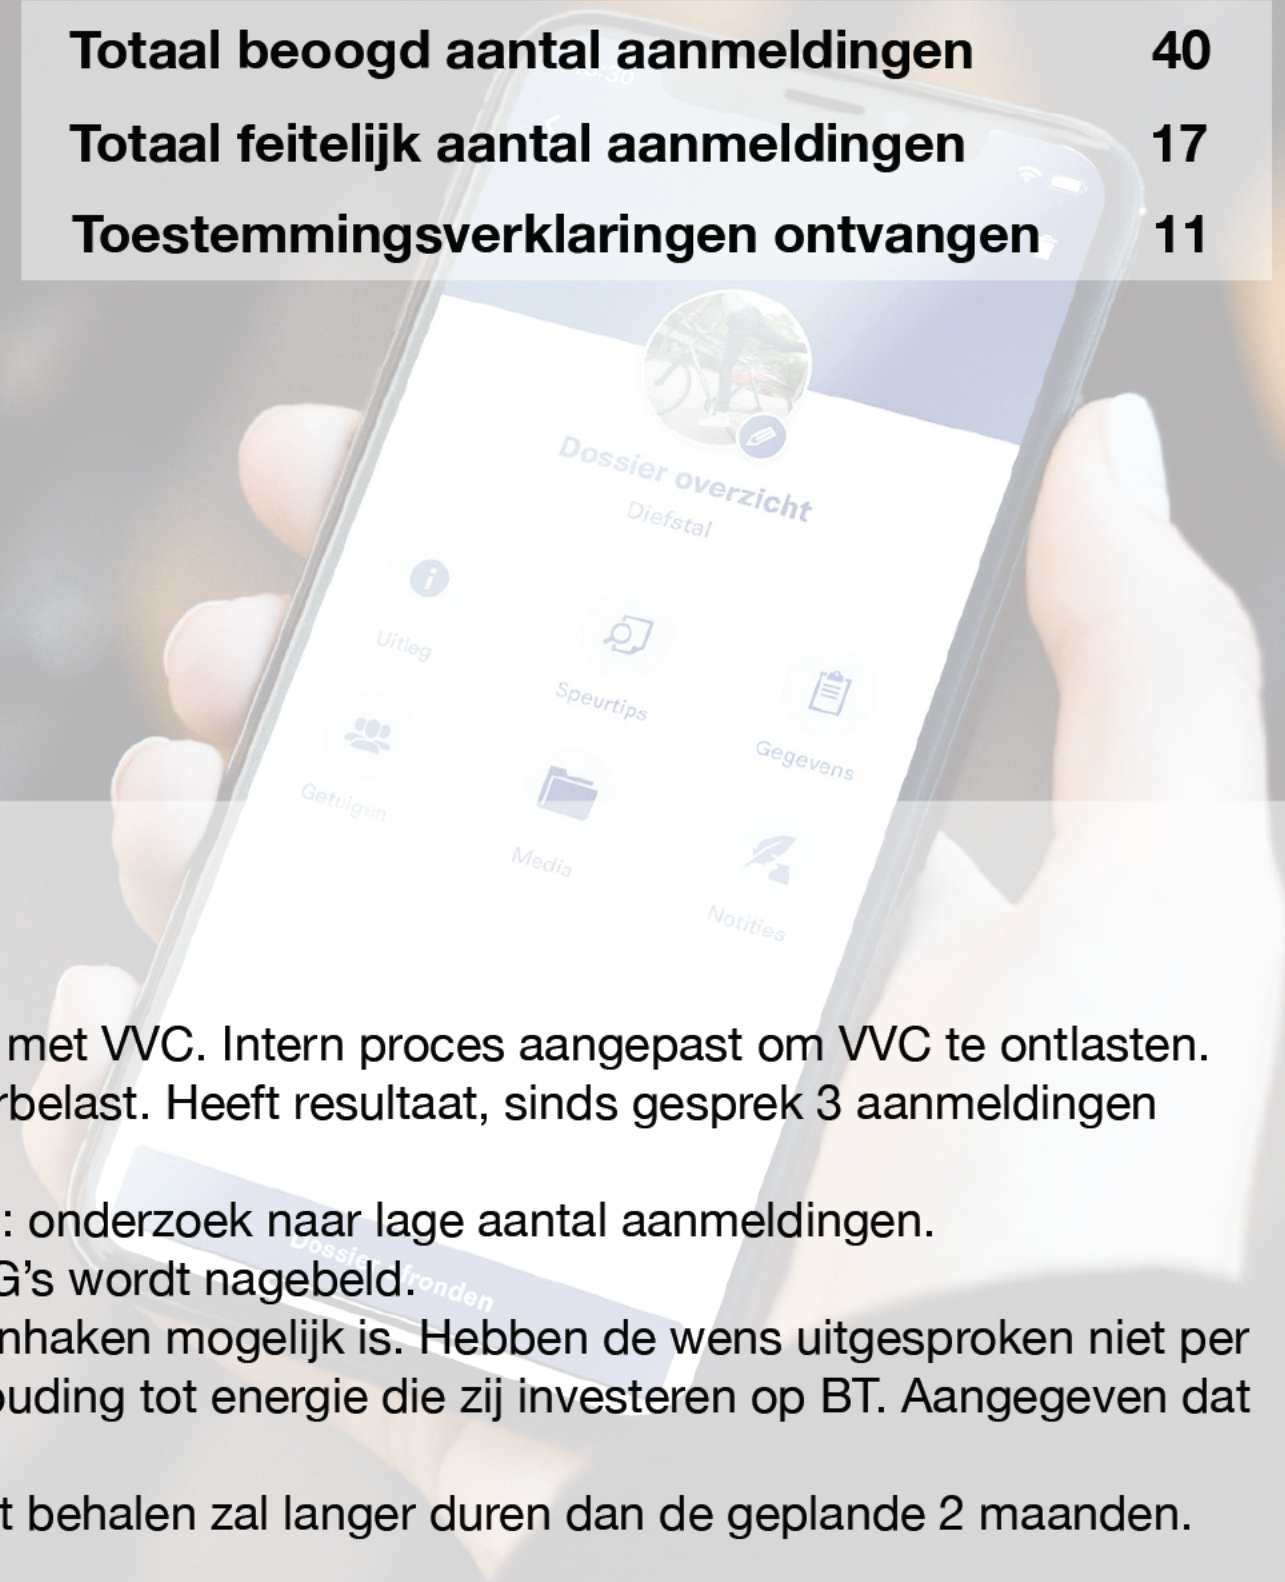 Totaal beoogd aantal aanmeldingen 40
Totaal feitelijk aantal aanmeldingen 17
Toestemmingsverklaringen ontvangen 11
Dossier overzicht
Diefstal
Uitleg
Speurtips
Gegevens
Getuigen
Media
Notities
met VVC. Intern proces aangepast om VVC te ontlasten.
rbelast. Heeft resultaat, sinds gesprek 3 aanmeldingen
: onderzoek naar lage aantal aanmeldingen.
G's wordt nagebeld.
Dossier afronden
nhaken mogelijk is. Hebben de wens uitgesproken niet per
ouding tot energie die zij investeren op BT. Aangegeven dat
t behalen zal langer duren dan de geplande 2 maanden.